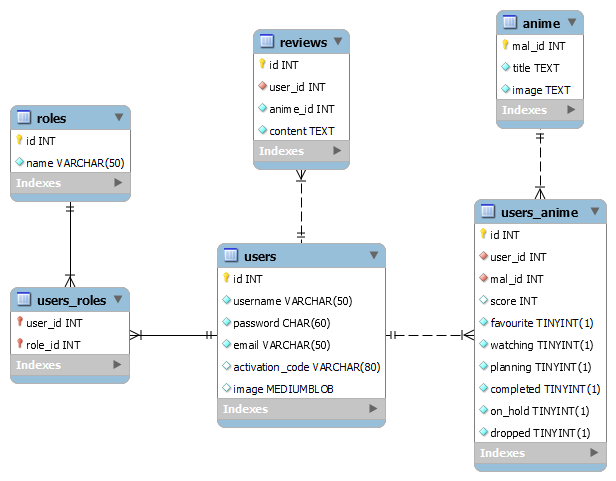 reviews
id INT
user_id INT
anime_id INT
content TEXT
Indexes
anime
mal_id INT
title TEXT
image TEXT
Indexes
roles
id INT
name VARCHAR(50)
Indexes
users_roles
user_id INT
role_id INT
Indexes
users
id INT
username VARCHAR(50)
password CHAR(60)
email VARCHAR(50)
activation_code VARCHAR(80)
image MEDIUMBLOB
Indexes
users_anime
id INT
user_id INT
mal_id INT
score INT
favourite TINYINT(1)
watching TINYINT(1)
planning TINYINT(1)
completed TINYINT(1)
on_hold TINYINT(1)
dropped TINYINT(1)
Indexes